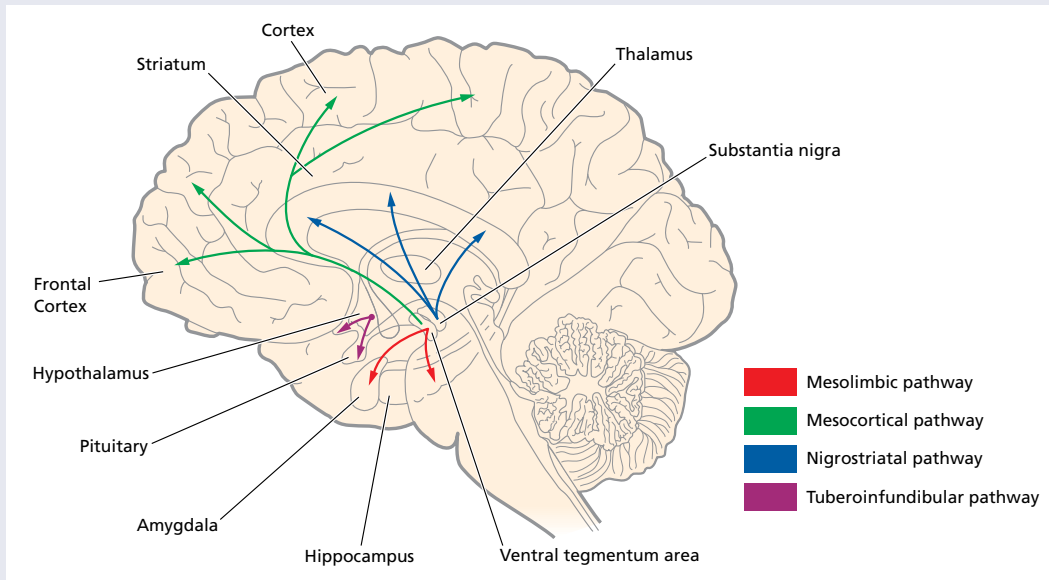 Cortex
Striatum
Thalamus
Substantia nigra
Frontal
Cortex
Hypothalamus
Pituitary
Amygdala
Hippocampus
Ventral tegmentum area
Mesolimbic pathway
Mesocortical pathway
Nigrostriatal pathway
Tuberoinfundibular pathway